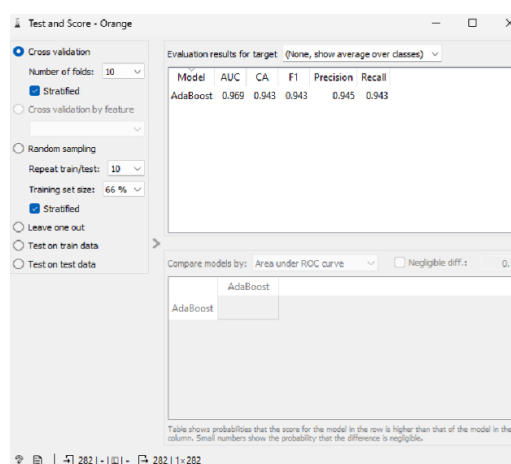 Test and Score - Orange
Cross validation
Number of folds: 10
Stratified
Cross validation by feature
Random sampling
Repeat train/test: 10
Training set size: 66 %
Stratified
Leave one out
Test on train data
Test on test data
Evaluation results for target (None, show average over classes)
Model AUC CA F1 Precision Recall
AdaBoost 0.969 0.943 0.943 0.945 0.943
Compare models by: Area under ROC curve Negligible diff.: 0.
AdaBoost
AdaBoost
Table shows probabilities that the score for the model in the row is higher than that of the model in the
column. Small numbers show the probability that the difference is negligible.
282 | - | - 282 | 1×282